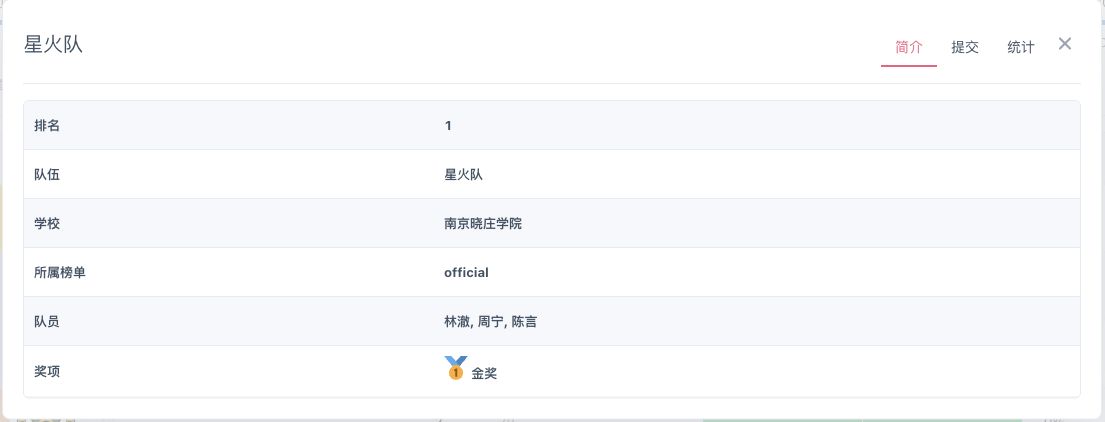 星火队
简介 提交 统计
排名 1
队伍 星火队
学校 南京晓庄学院
所属榜单 official
队员 林澈, 周宁, 陈言
奖项 1 金奖